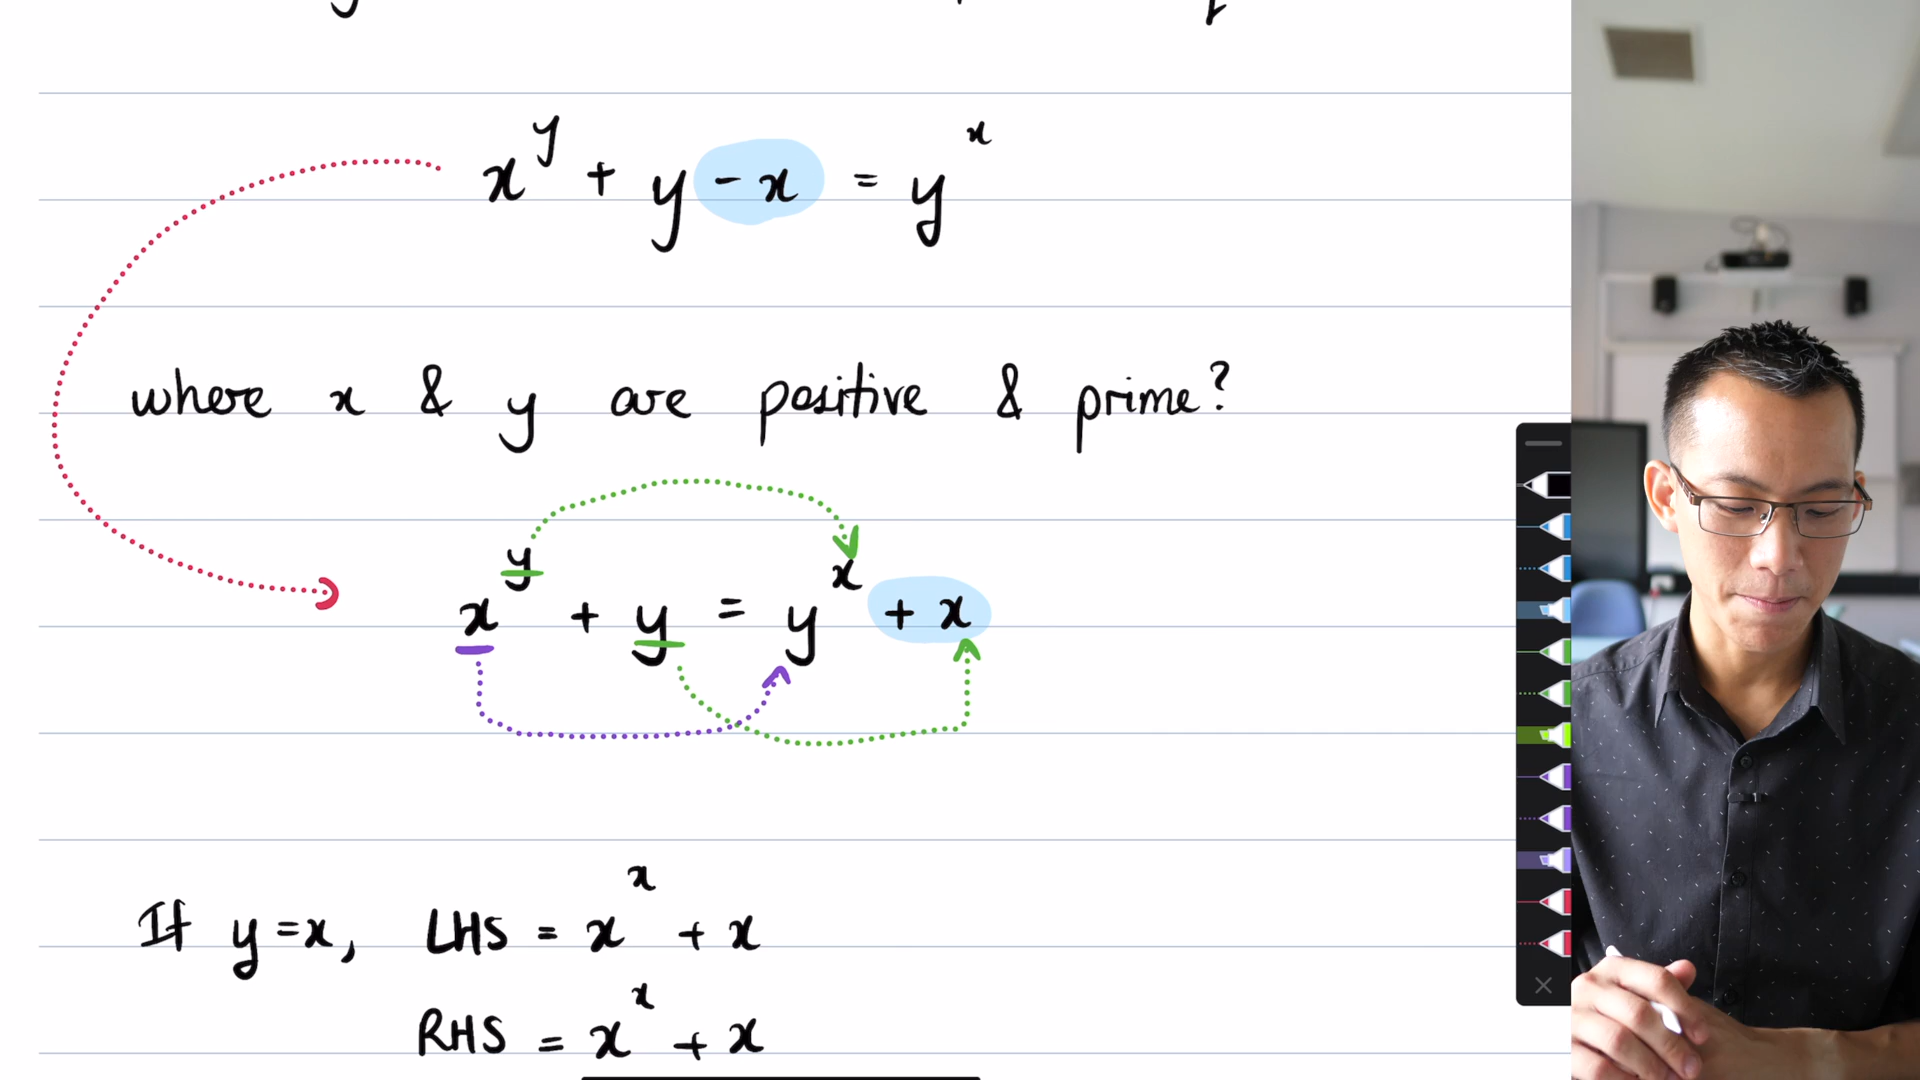 x^y + y - x = y^x
where x & y are positive & prime?
x^y + y = y^x + x
If y = x, LHS = x^x + x
RHS = x^x + x